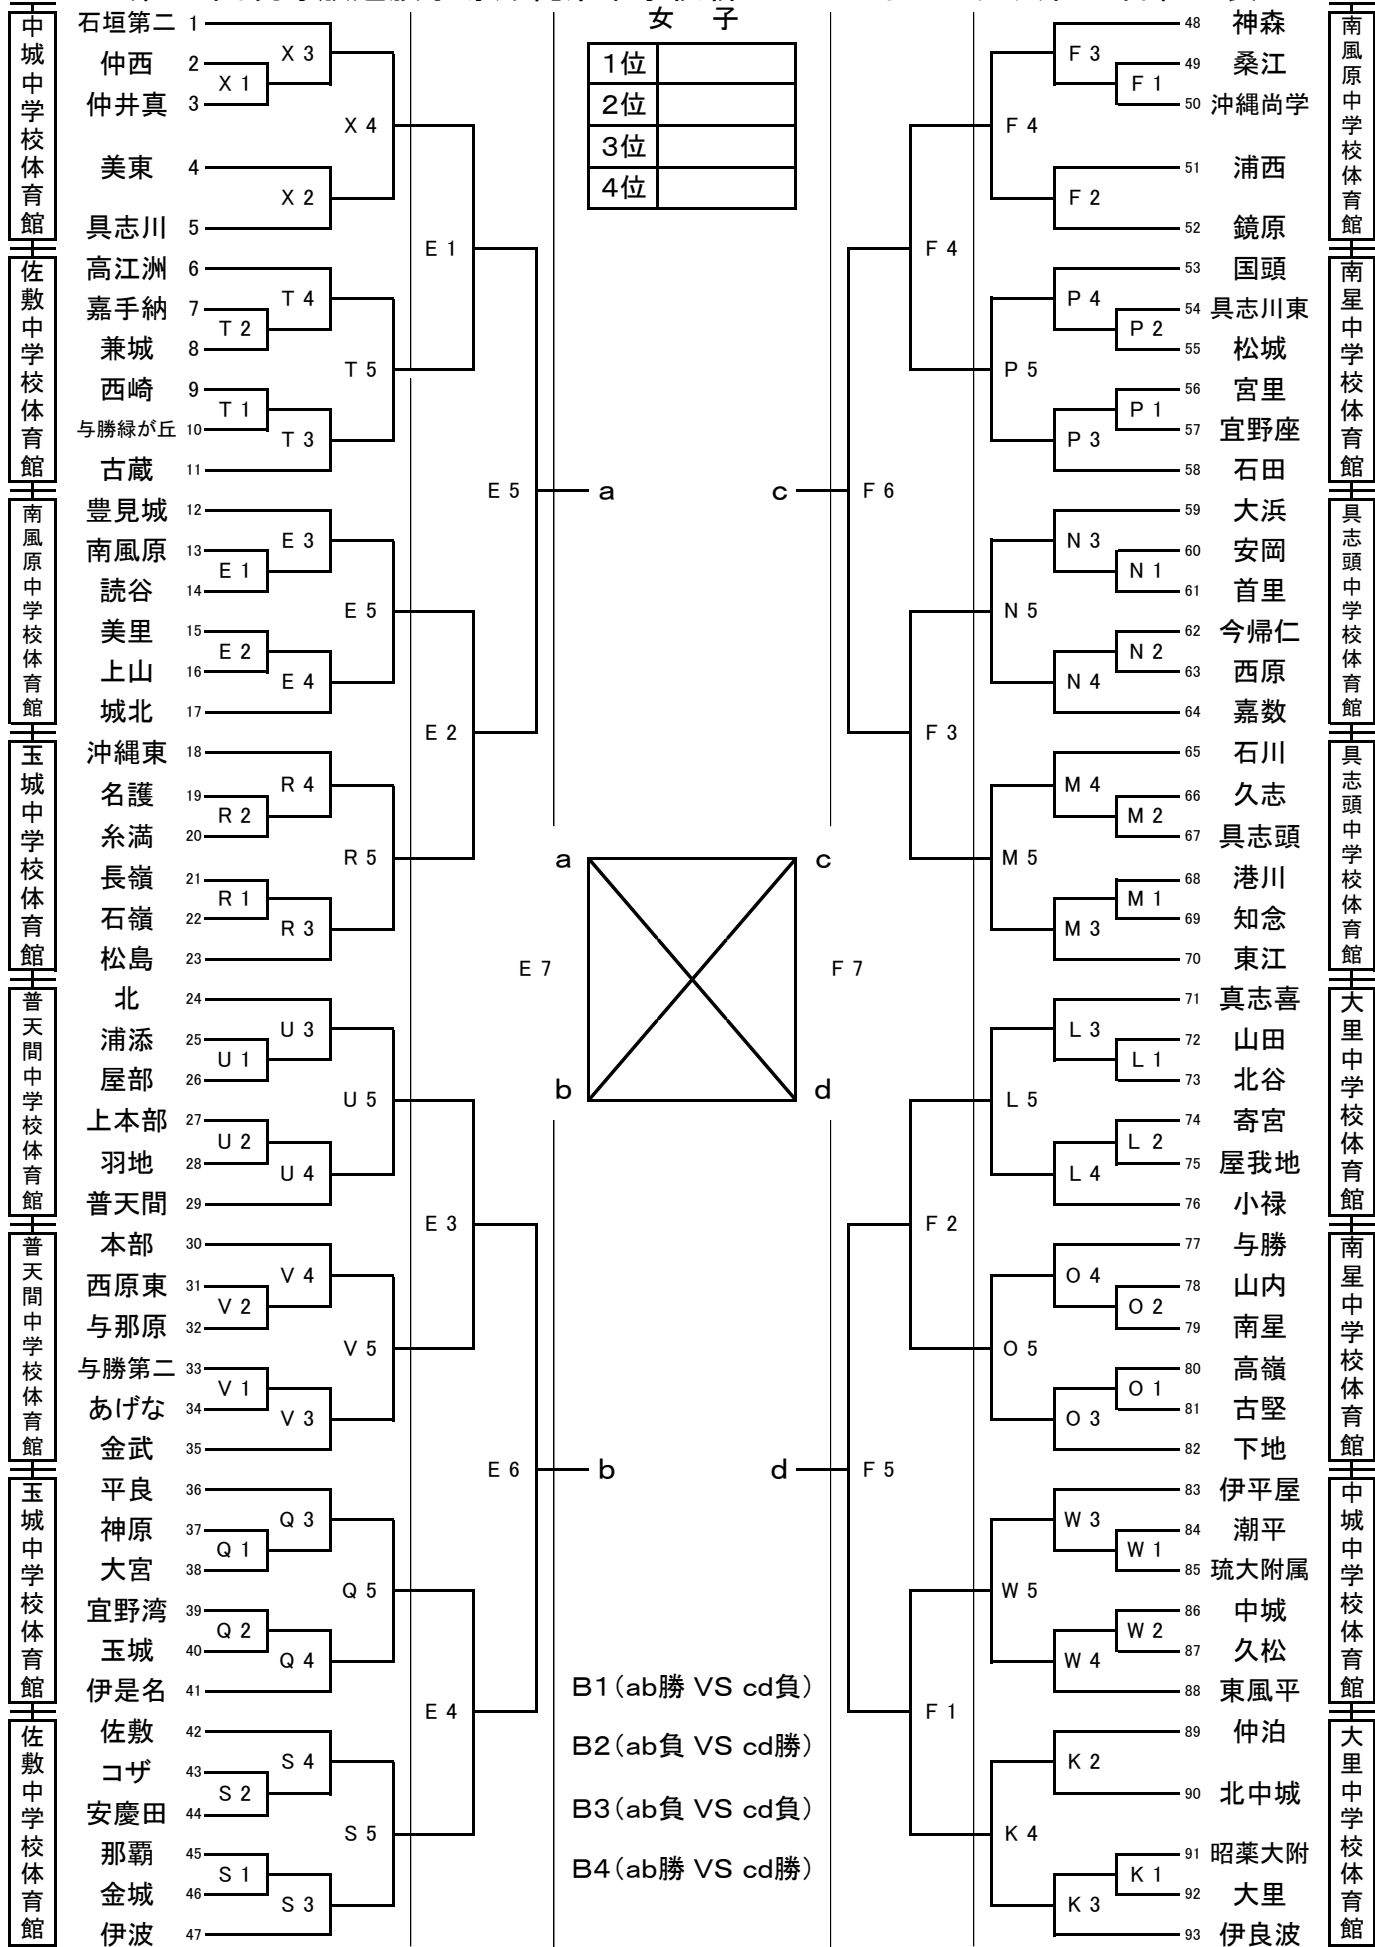 女 子
1位
2位
3位
4位
中城中学校体育館
石垣第二 1
仲西 2
仲井真 3
美東 4
具志川 5
X 3
X 1
X 4
X 2
佐敷中学校体育館
高江洲 6
嘉手納 7
兼城 8
西崎 9
与勝緑が丘 10
古蔵 11
T 4
T 2
T 5
T 1
T 3
E 1
南風原中学校体育館
豊見城 12
南風原 13
読谷 14
美里 15
上山 16
城北 17
E 3
E 1
E 5
E 2
E 4
玉城中学校体育館
沖縄東 18
名護 19
糸満 20
長嶺 21
石嶺 22
松島 23
R 4
R 2
R 5
R 1
R 3
E 2
E 5
a
普天間中学校体育館
北 24
浦添 25
屋部 26
上本部 27
羽地 28
普天間 29
U 3
U 1
U 5
U 2
U 4
普天間中学校体育館
本部 30
西原東 31
与那原 32
与勝第二 33
あげな 34
金武 35
V 4
V 2
V 5
V 1
V 3
E 3
玉城中学校体育館
平良 36
神原 37
大宮 38
宜野湾 39
玉城 40
伊是名 41
Q 3
Q 1
Q 5
Q 2
Q 4
佐敷中学校体育館
佐敷 42
コザ 43
安慶田 44
那覇 45
金城 46
伊波 47
S 4
S 2
S 5
S 1
S 3
E 4
E 6
b
a
c
E 7
F 7
b
d
B1(ab勝 VS cd負)
B2(ab負 VS cd勝)
B3(ab負 VS cd負)
B4(ab勝 VS cd勝)
48 神森
49 桑江
50 沖縄尚学
51 浦西
52 鏡原
F 3
F 1
F 4
F 2
南風原中学校体育館
53 国頭
54 具志川東
55 松城
56 宮里
57 宜野座
58 石田
P 4
P 2
P 5
P 1
P 3
南星中学校体育館
F 4
59 大浜
60 安岡
61 首里
62 今帰仁
63 西原
64 嘉数
N 3
N 1
N 5
N 2
N 4
具志頭中学校体育館
65 石川
66 久志
67 具志頭
68 港川
69 知念
70 東江
M 4
M 2
M 5
M 1
M 3
具志頭中学校体育館
F 3
F 6
c
71 真志喜
72 山田
73 北谷
74 寄宮
75 屋我地
76 小禄
L 3
L 1
L 5
L 2
L 4
大里中学校体育館
77 与勝
78 山内
79 南星
80 高嶺
81 古堅
82 下地
O 4
O 2
O 5
O 1
O 3
南星中学校体育館
F 2
83 伊平屋
84 潮平
85 琉大附属
86 中城
87 久松
88 東風平
W 3
W 1
W 5
W 2
W 4
中城中学校体育館
89 仲泊
90 北中城
91 昭薬大附
92 大里
93 伊良波
K 2
K 4
K 1
K 3
大里中学校体育館
F 1
F 5
d